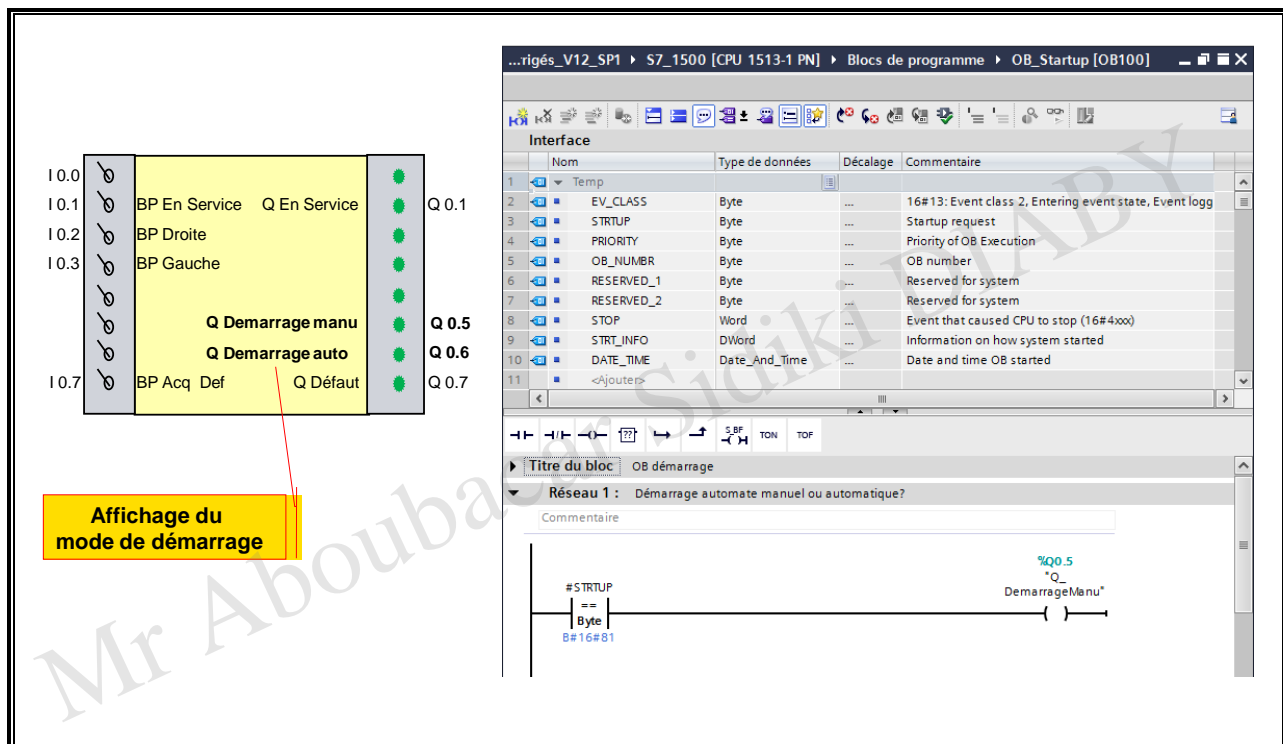 ...rigés_V12_SP1 ▸ S7_1500 [CPU 1513-1 PN] ▸ Blocs de programme ▸ OB_Startup [OB100]
Interface
Nom Type de données Décalage Commentaire
1 Temp
2 EV_CLASS Byte ... 16#13: Event class 2, Entering event state, Event logg
3 STRTUP Byte ... Startup request
4 PRIORITY Byte ... Priority of OB Execution
5 OB_NUMBR Byte ... OB number
6 RESERVED_1 Byte ... Reserved for system
7 RESERVED_2 Byte ... Reserved for system
8 STOP Word ... Event that caused CPU to stop (16#4xxx)
9 STRT_INFO DWord ... Information on how system started
10 DATE_TIME Date_And_Time ... Date and time OB started
11 <Ajouter>
I 0.0
I 0.1 BP En Service Q En Service Q 0.1
I 0.2 BP Droite
I 0.3 BP Gauche
Q Demarrage manu Q 0.5
Q Demarrage auto Q 0.6
I 0.7 BP Acq Def Q Défaut Q 0.7
Affichage du
mode de démarrage
?? S_BF TON TOF
Titre du bloc OB démarrage
Réseau 1 : Démarrage automate manuel ou automatique?
Commentaire
#STRTUP
==
Byte
B#16#81
%Q0.5
"Q_
DemarrageManu"
Mr Aboubacar Sidiki DIABY